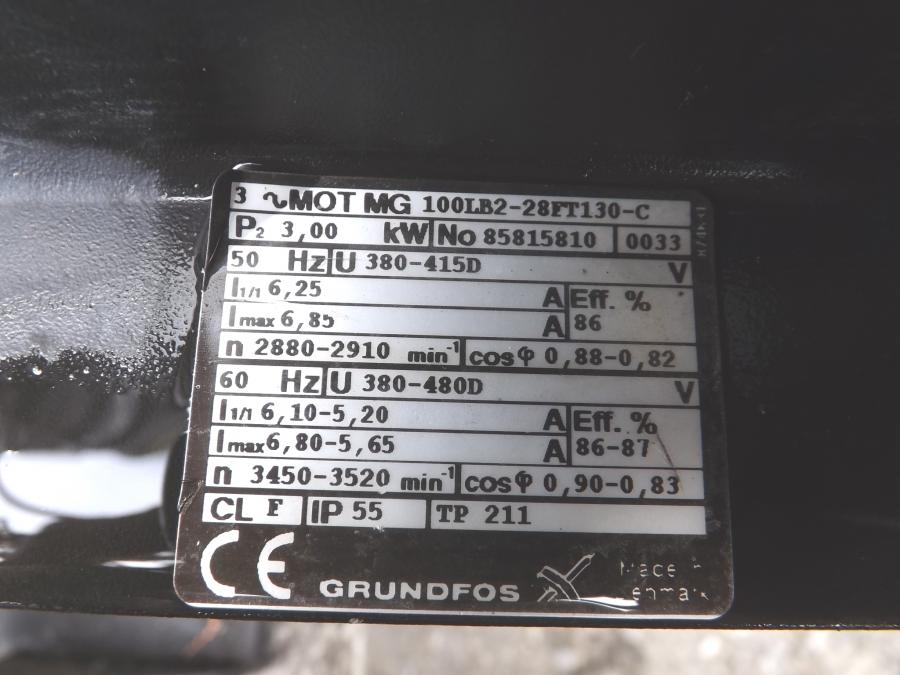 3 ∿MOT MG 100LB2-28FT130-C
P2 3,00 kW No 85815810 0033
50 Hz U 380-415D V
I1/1 6,25 A Eff. %
Imax 6,85 A 86
n 2880-2910 min-1 cosφ 0,88-0,82
60 Hz U 380-480D V
I1/1 6,10-5,20 A Eff. %
Imax 6,80-5,65 A 86-87
n 3450-3520 min-1 cosφ 0,90-0,83
CL F IP 55 TP 211
CE GRUNDFOS